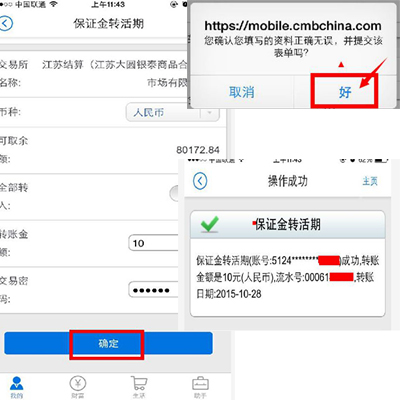 中国联通
上午11:43
保证金转活期
交易所
江苏结算（江苏大圆银泰商品合
名称:
市场有限
币种:
人民币
可取余
额:
80172.84
全部转
入:
转账金
额:
10
交易密
码:
••••••
确定
我的
财富
生活
助手
https://mobile.cmbchina.com
您确认您填写的资料正确无误，并提交该
表单吗?
取消
好
中国联通
上午11:43
62%
操作成功
主页
保证金转活期
保证金转活期(账号:5124********
)成功,转账
金额是10元(人民币),流水号:00061
,转账
日期:2015-10-28